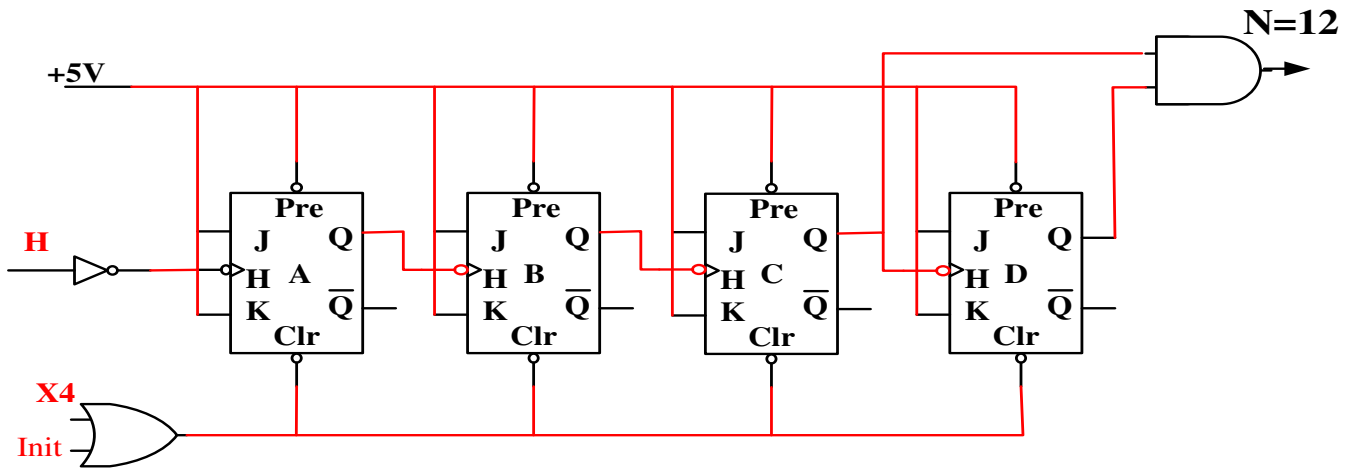 N=12
+5V
Pre Pre Pre Pre
J Q J Q J Q J Q
H
H A H B H C H D
K Q̅ K Q̅ K Q̅ K Q̅
Clr Clr Clr Clr
X4
Init